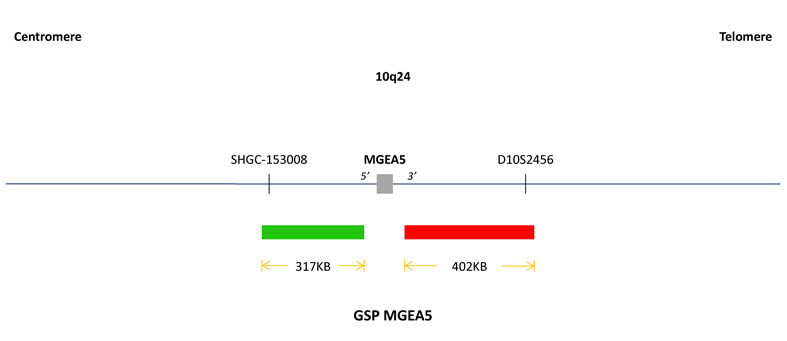 Centromere Telomere
10q24
SHGC-153008 MGEA5 D10S2456
5’ 3’
317KB 402KB
GSP MGEA5